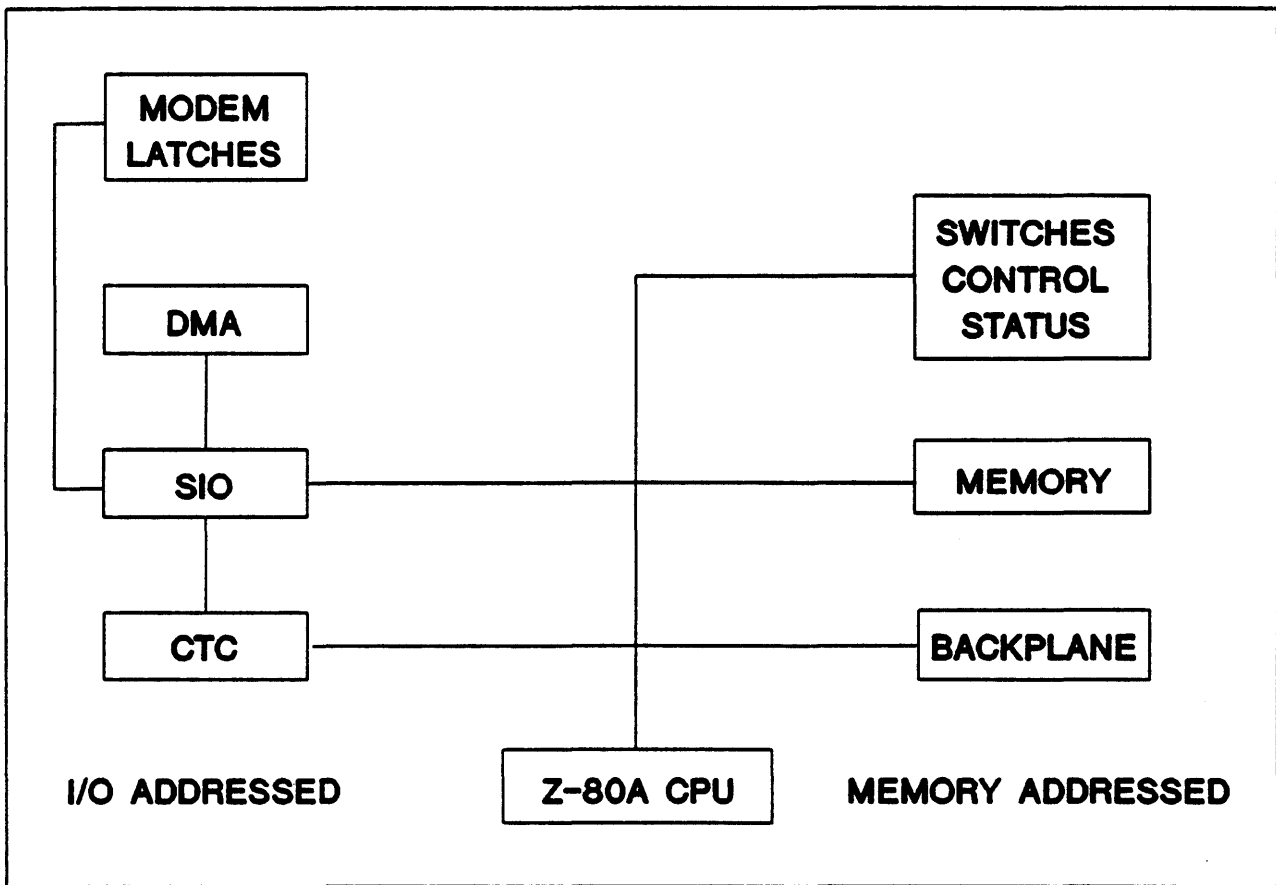 MODEM
LATCHES
SWITCHES
CONTROL
STATUS
DMA
SIO
MEMORY
CTC
BACKPLANE
I/O ADDRESSED
Z-80A CPU
MEMORY ADDRESSED